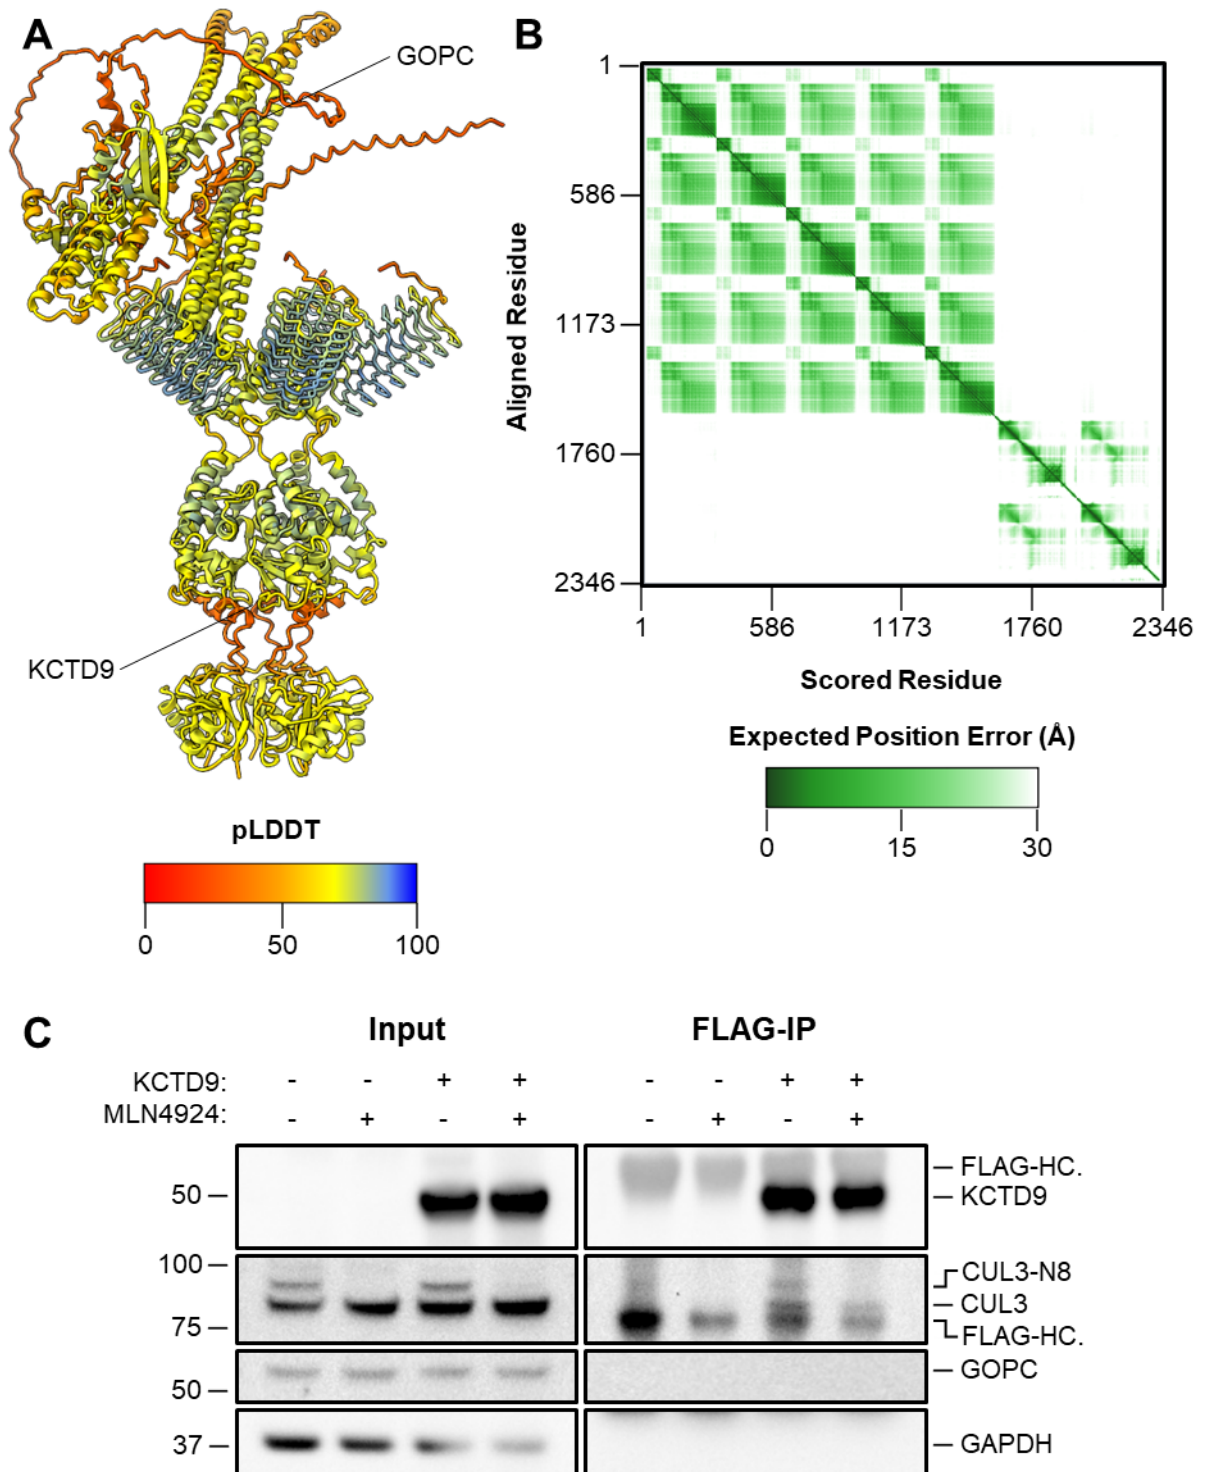 A
GOPC
KCTD9
pLDDT
0 50 100
B
1
586
1173
1760
2346
Aligned Residue
1 586 1173 1760 2346
Scored Residue
Expected Position Error (Å)
0 15 30
C
Input FLAG-IP
KCTD9: - - + + - - + +
MLN4924: - + - + - + - +
FLAG-HC.
50 KCTD9
100 CUL3-N8
CUL3
75 FLAG-HC.
GOPC
50
37 GAPDH